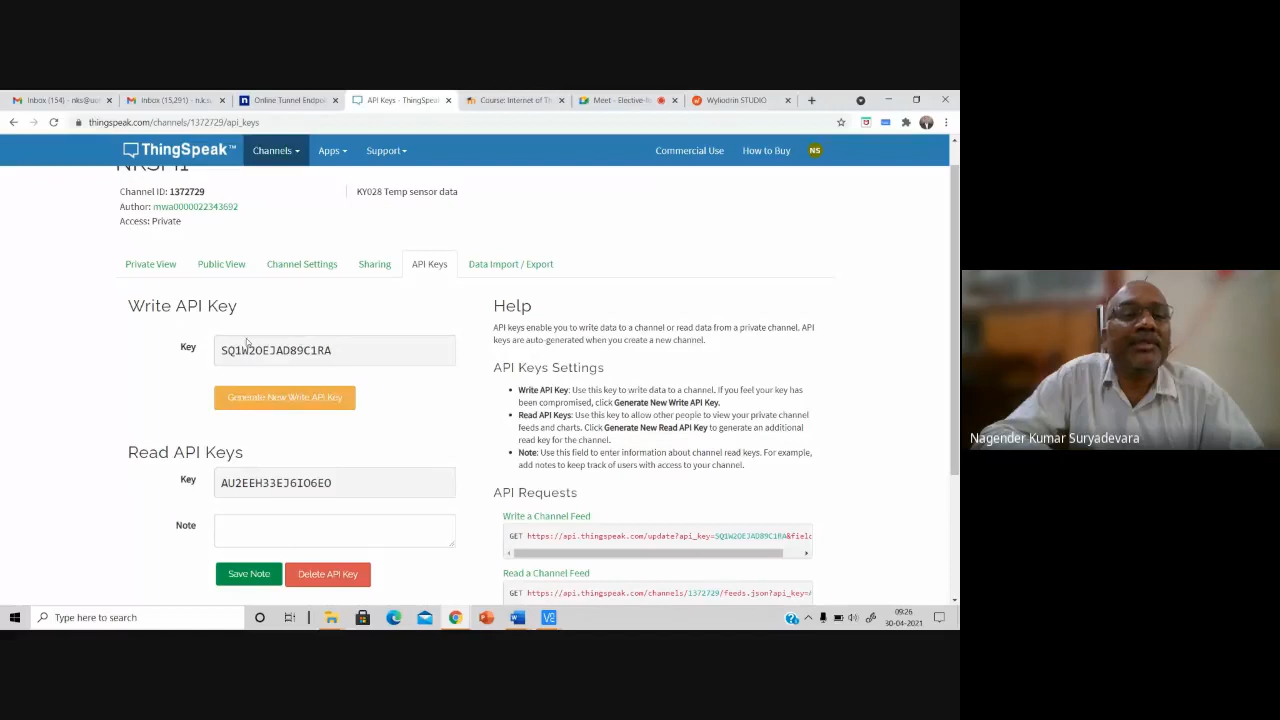 Inbox (154) - nks@uo
Inbox (15,291) - n.k.su
Online Tunnel Endpoi
API Keys - ThingSpeak
Course: Internet of Th
Meet - Elective-I
Wyliodrin STUDIO
thingspeak.com/channels/1372729/api_keys
ThingSpeak™
Channels
Apps
Support
Commercial Use
How to Buy
NS
Channel ID: 1372729
Author: mwa0000022343692
Access: Private
KY028 Temp sensor data
Private View
Public View
Channel Settings
Sharing
API Keys
Data Import / Export
Write API Key
Key
SQ1W2OEJAD89C1RA
Generate New Write API Key
Read API Keys
Key
AU2EEH33EJ6IO6EO
Note
Save Note
Delete API Key
Help
API keys enable you to write data to a channel or read data from a private channel. API
keys are auto-generated when you create a new channel.
API Keys Settings
Write API Key: Use this key to write data to a channel. If you feel your key has
been compromised, click Generate New Write API Key.
Read API Keys: Use this key to allow other people to view your private channel
feeds and charts. Click Generate New Read API Key to generate an additional
read key for the channel.
Note: Use this field to enter information about channel read keys. For example,
add notes to keep track of users with access to your channel.
API Requests
Write a Channel Feed
GET https://api.thingspeak.com/update?api_key=SQ1W2OEJAD89C1RA&field
Read a Channel Feed
GET https://api.thingspeak.com/channels/1372729/feeds.json?api_key=
Type here to search
09:26
30-04-2021
Nagender Kumar Suryadevara